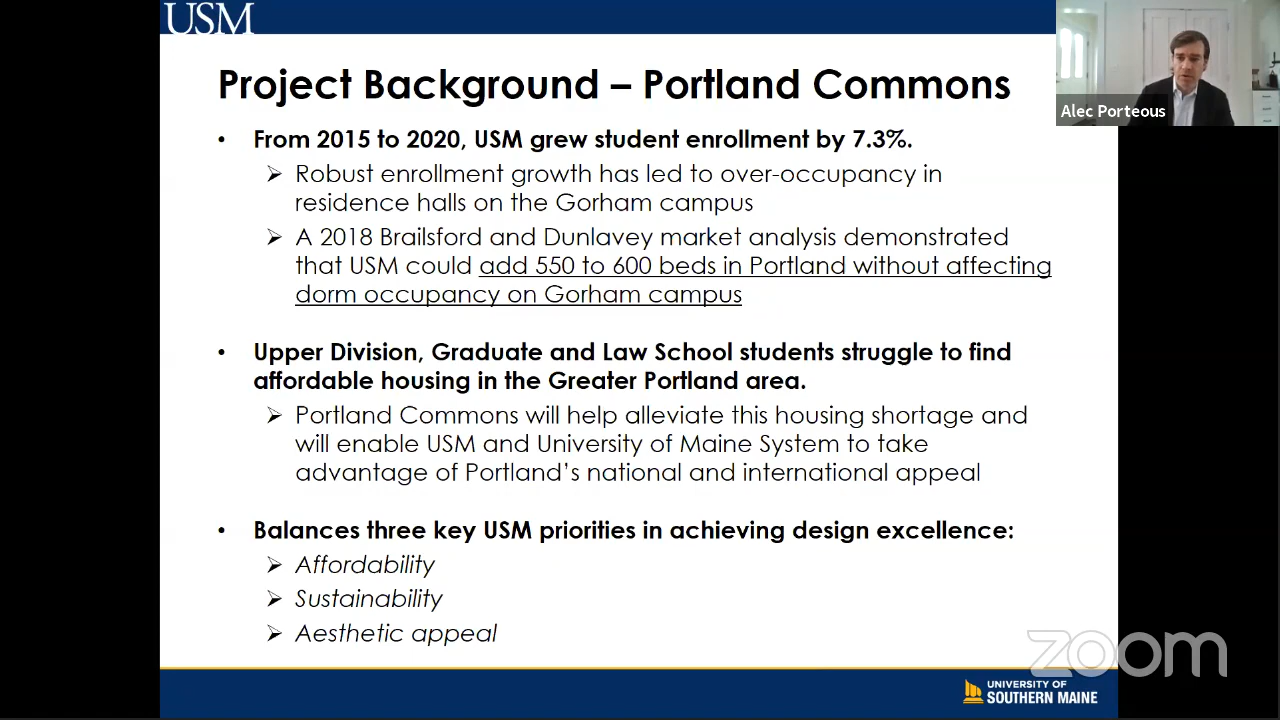 USM
Project Background – Portland Commons
Alec Porteous
• From 2015 to 2020, USM grew student enrollment by 7.3%.
➢ Robust enrollment growth has led to over-occupancy in
residence halls on the Gorham campus
➢ A 2018 Brailsford and Dunlavey market analysis demonstrated
that USM could add 550 to 600 beds in Portland without affecting
dorm occupancy on Gorham campus
• Upper Division, Graduate and Law School students struggle to find
affordable housing in the Greater Portland area.
➢ Portland Commons will help alleviate this housing shortage and
will enable USM and University of Maine System to take
advantage of Portland’s national and international appeal
• Balances three key USM priorities in achieving design excellence:
➢ Affordability
➢ Sustainability
➢ Aesthetic appeal
zoom
UNIVERSITY OF
SOUTHERN MAINE